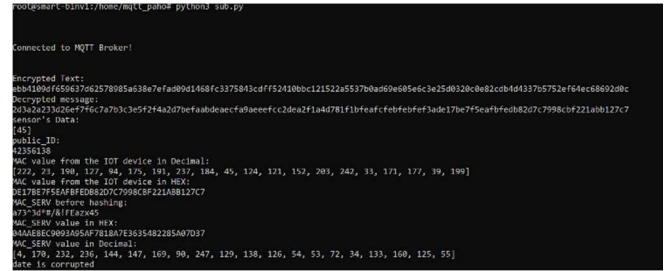 root@smart-binv1:/home/mqtt_paho# python3 sub.py
Connected to MQTT Broker!
Encrypted Text:
ebb4109df659637d62578985a638e7efad09d1468fc3375843cdff52410bbc121522a5537b0ad69e605e6c3e25d0320c0e82cdb4d4337b5752ef64ec68692d0c
Decrypted message:
2d3a2a233d26ef7f6c7a7b3c3e5f2f4a2d7befaabdeaecfa9aeeefcc2dea2f1a4d781f1bfeafcfebfebfef3ade17be7f5eafbfedb82d7c7998cbf221abb127c7
sensor's Data:
[45]
public_ID:
42356138
MAC value from the IOT device in Decimal:
[222, 23, 190, 127, 94, 175, 191, 237, 184, 45, 124, 121, 152, 203, 242, 33, 171, 177, 39, 199]
MAC value from the IOT device in HEX:
DE17BE7F5EAFBFEDB82D7C7998CBF221ABB127C7
MAC_SERV before hashing:
a73^3d*#/&!FEazx45
MAC_SERV value in HEX:
04AAE8EC9093A95AF7818A7E3635482285A07D37
MAC_SERV value in Decimal:
[4, 170, 232, 236, 144, 147, 169, 90, 247, 129, 138, 126, 54, 53, 72, 34, 133, 160, 125, 55]
date is corrupted